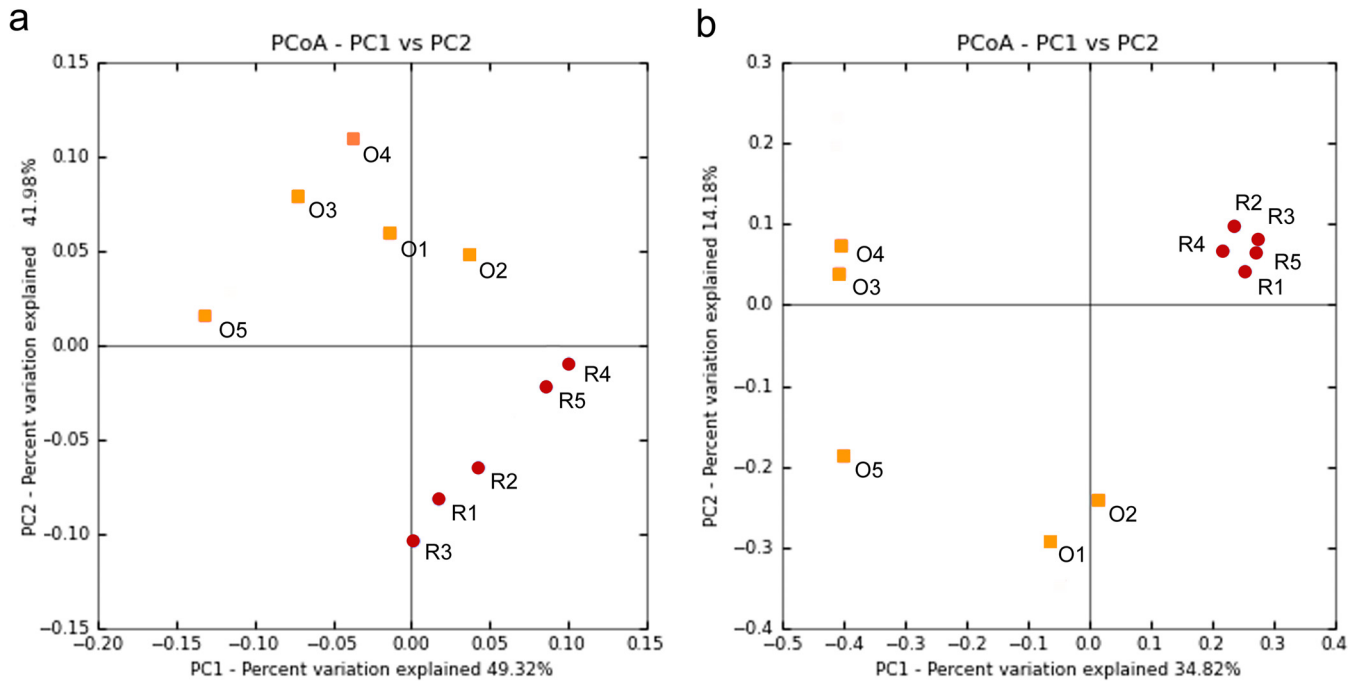 a
PCoA - PC1 vs PC2
0.15
0.10
0.05
0.00
−0.05
−0.10
−0.15
PC2 - Percent variation explained 41.98%
O4
O3
O1
O2
O5
R4
R5
R2
R1
R3
−0.20 −0.15 −0.10 −0.05 0.00 0.05 0.10 0.15
PC1 - Percent variation explained 49.32%
b
PCoA - PC1 vs PC2
0.3
0.2
0.1
0.0
−0.1
−0.2
−0.3
−0.4
PC2 - Percent variation explained 14.18%
R2
R3
R4
R5
R1
O4
O3
O5
O2
O1
−0.5 −0.4 −0.3 −0.2 −0.1 0.0 0.1 0.2 0.3 0.4
PC1 - Percent variation explained 34.82%